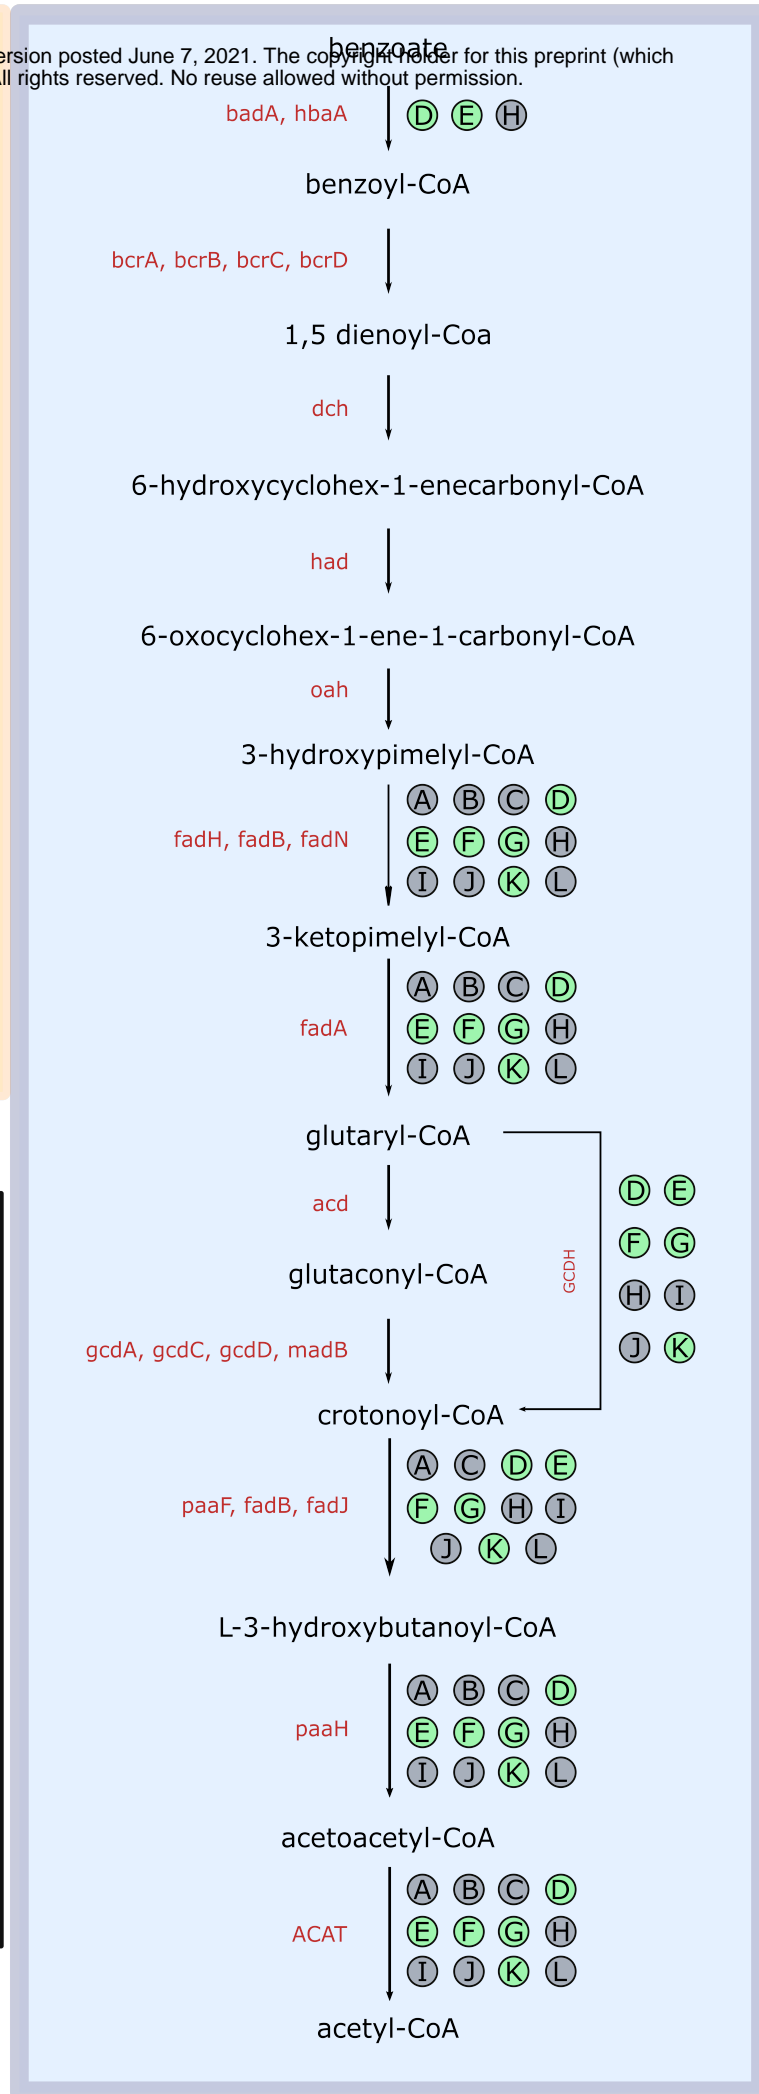 benzoate
ersion posted June 7, 2021. The copyright holder for this preprint (which
ll rights reserved. No reuse allowed without permission.
badA, hbaA
D E H
benzoyl-CoA
bcrA, bcrB, bcrC, bcrD
1,5 dienoyl-Coa
dch
6-hydroxycyclohex-1-enecarbonyl-CoA
had
6-oxocyclohex-1-ene-1-carbonyl-CoA
oah
3-hydroxypimelyl-CoA
A B C D
fadH, fadB, fadN
E F G H
I J K L
3-ketopimelyl-CoA
A B C D
fadA
E F G H
I J K L
glutaryl-CoA
acd
D E
F G
GCDH
H I
J K
glutaconyl-CoA
gcdA, gcdC, gcdD, madB
crotonoyl-CoA
A C D E
paaF, fadB, fadJ
F G H I
J K L
L-3-hydroxybutanoyl-CoA
A B C D
paaH
E F G H
I J K L
acetoacetyl-CoA
A B C D
ACAT
E F G H
I J K L
acetyl-CoA